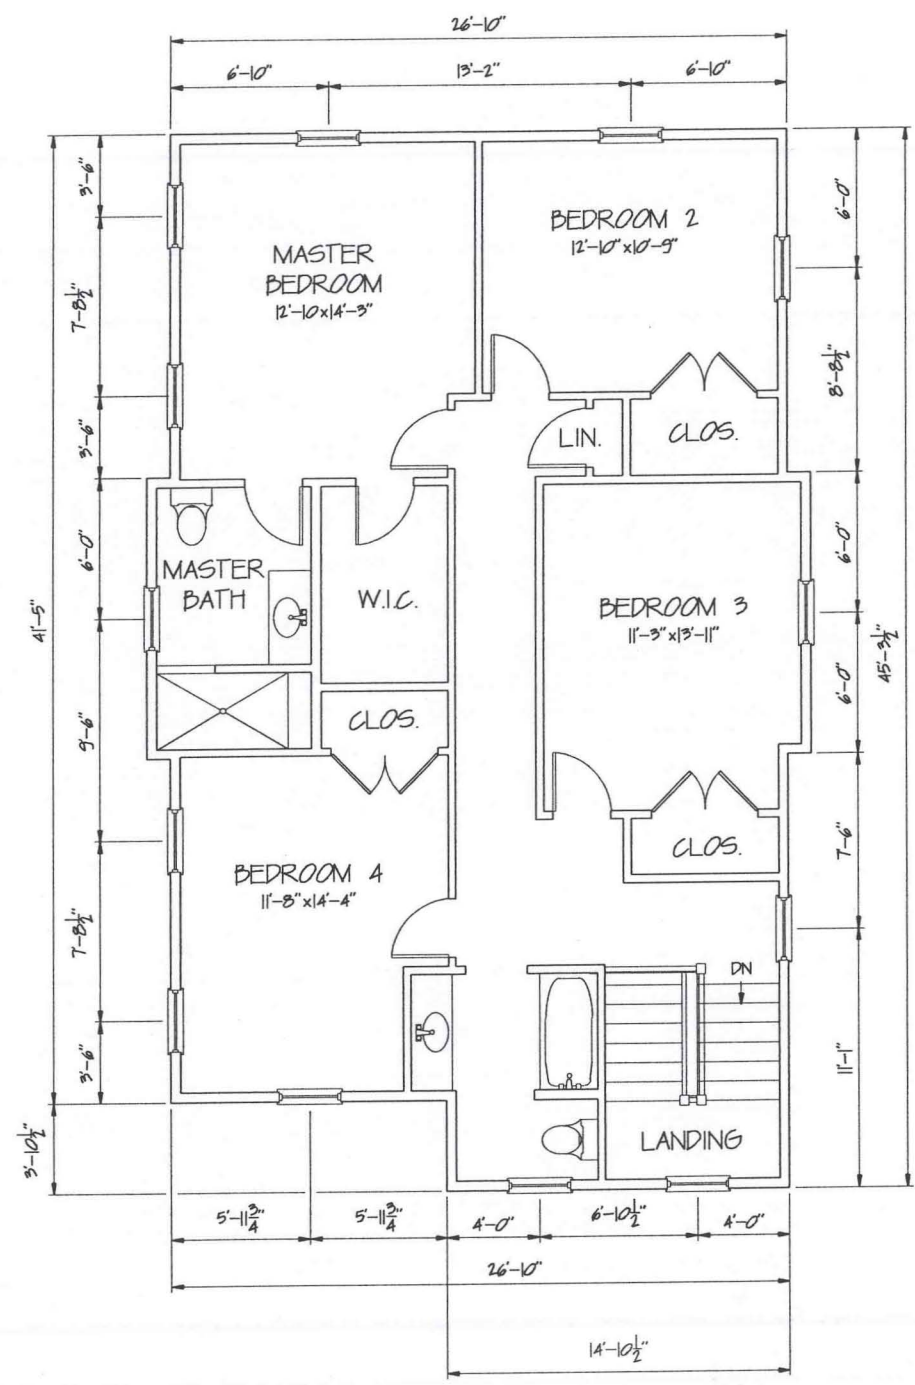 26'-10"
6'-10"
13'-2"
6'-10"
3'-6"
6'-0"
BEDROOM 2
12'-10"x10'-9"
MASTER
BEDROOM
12'-10x14'-3"
7'-8½"
8'-8½"
3'-6"
LIN.
CLOS.
6'-0"
6'-0"
MASTER
BATH
W.I.C.
BEDROOM 3
11'-3"x13'-11"
41'-5"
45'-3½"
6'-0"
CLOS.
9'-6"
7'-6"
CLOS.
BEDROOM 4
11'-8"x14'-4"
7'-8½"
DN
3'-6"
11'-1"
LANDING
3'-10½"
5'-11¾"
5'-11¾"
4'-0"
6'-10½"
4'-0"
26'-10"
14'-10½"